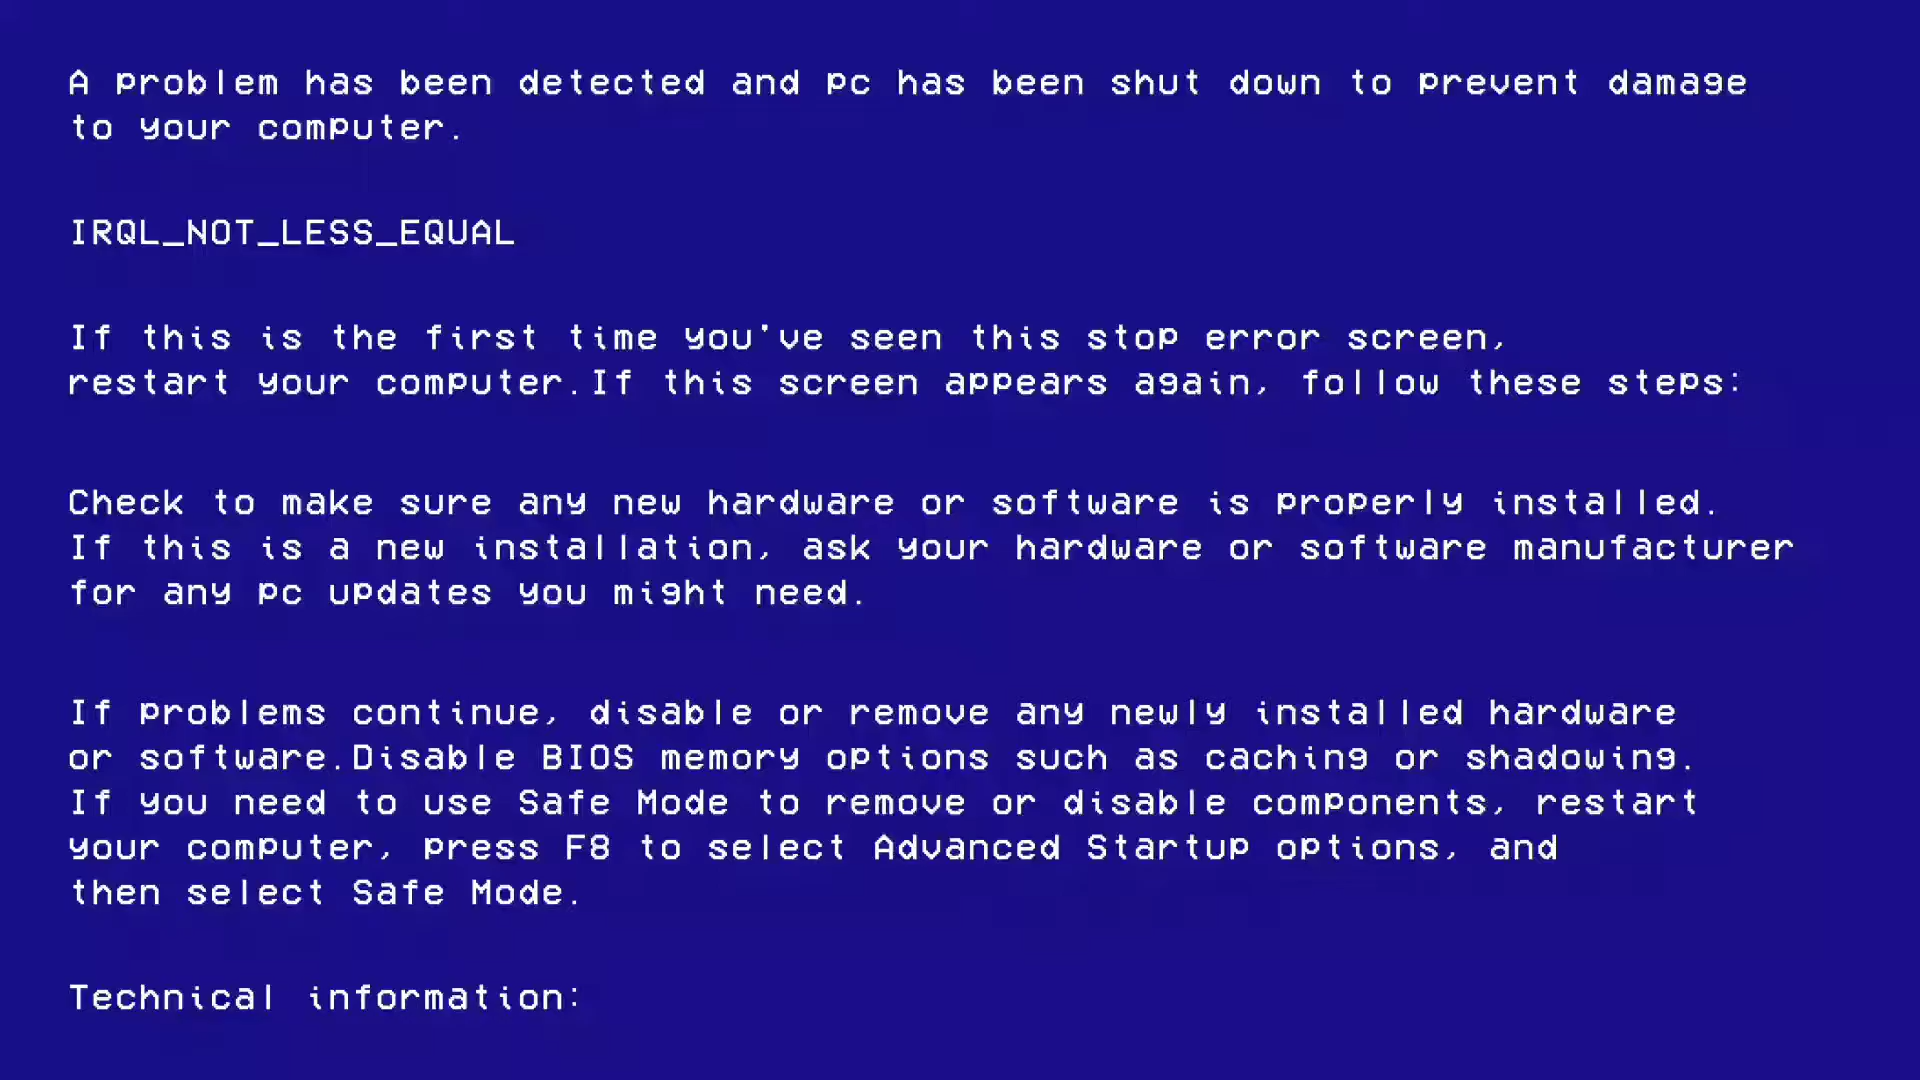 A problem has been detected and pc has been shut down to prevent damage
to your computer.
IRQL_NOT_LESS_EQUAL
If this is the first time you've seen this stop error screen,
restart your computer.If this screen appears again, follow these steps:
Check to make sure any new hardware or software is properly installed.
If this is a new installation, ask your hardware or software manufacturer
for any pc updates you might need.
If problems continue, disable or remove any newly installed hardware
or software.Disable BIOS memory options such as caching or shadowing.
If you need to use Safe Mode to remove or disable components, restart
your computer, press F8 to select Advanced Startup options, and
then select Safe Mode.
Technical information: